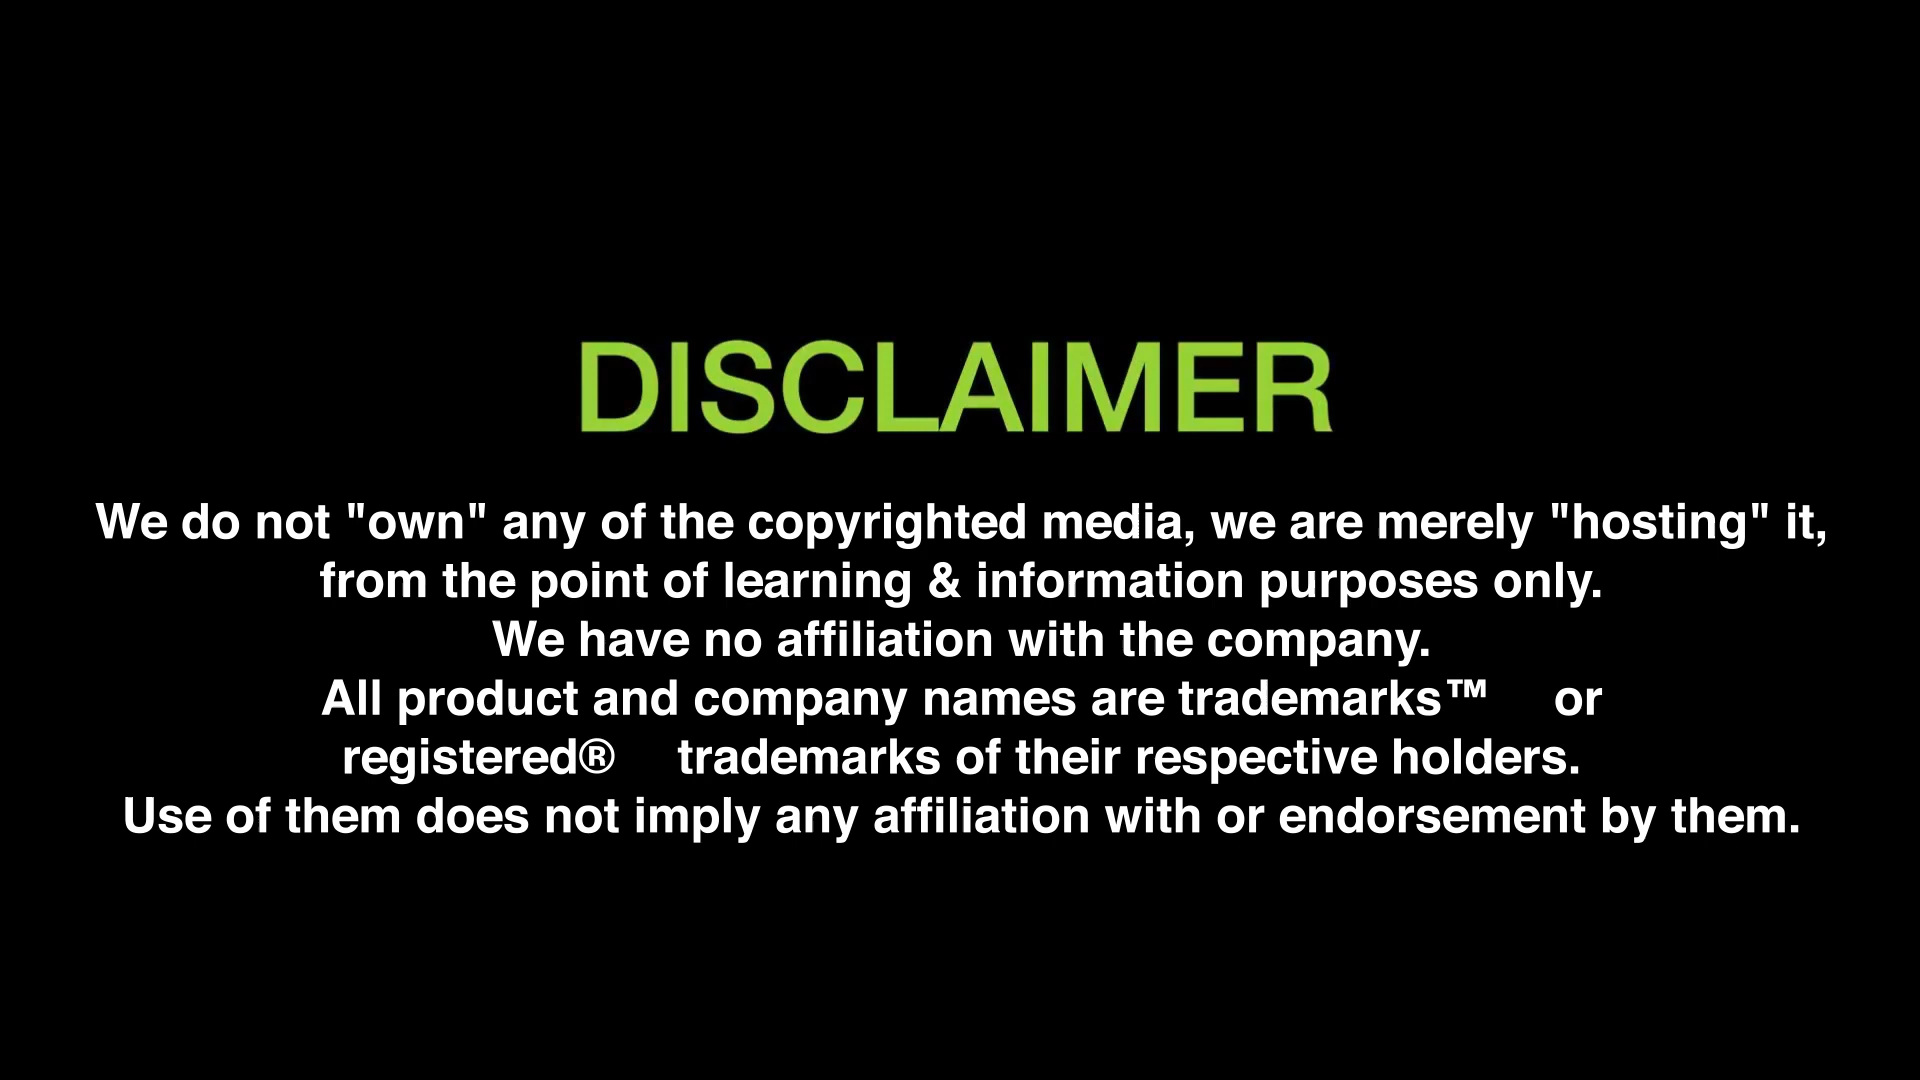 DISCLAIMER
We do not "own" any of the copyrighted media, we are merely "hosting" it,
from the point of learning & information purposes only.
We have no affiliation with the company.
All product and company names are trademarks™ or
registered® trademarks of their respective holders.
Use of them does not imply any affiliation with or endorsement by them.